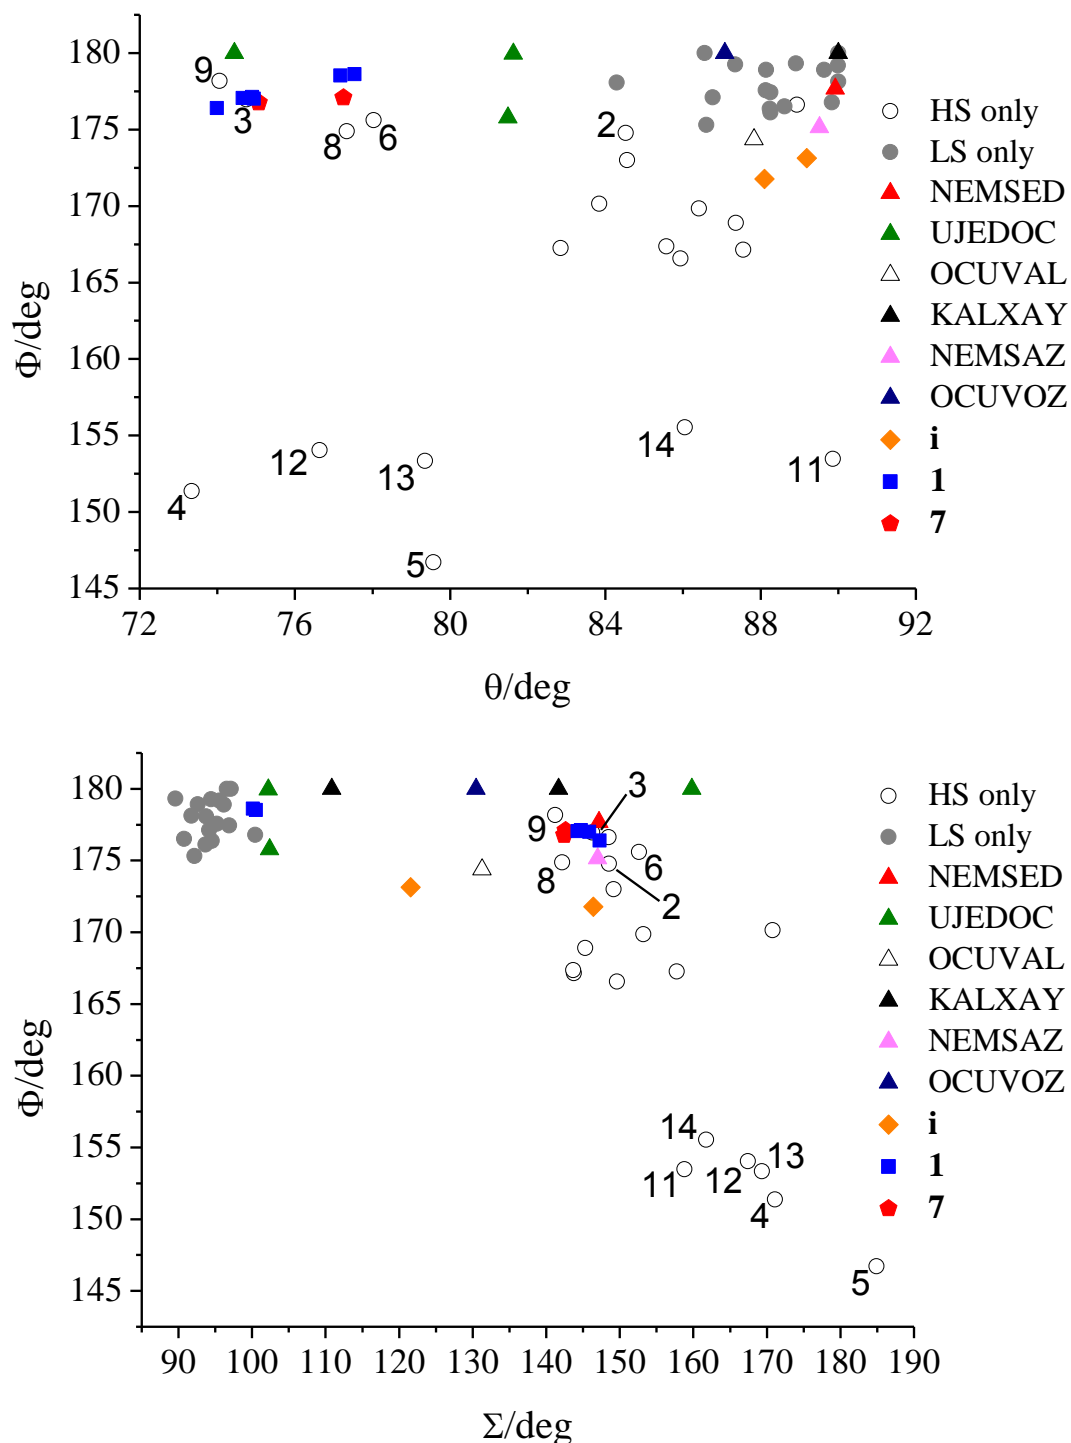 180
175
170
165
160
155
150
145
Φ/deg
72
76
80
84
88
92
θ/deg
9
3
8
6
2
4
12
13
5
14
11
HS only
LS only
NEMSED
UJEDOC
OCUVAL
KALXAY
NEMSAZ
OCUVOZ
i
1
7
180
175
170
165
160
155
150
145
Φ/deg
90
100
110
120
130
140
150
160
170
180
190
Σ/deg
3
9
8
6
2
14
11
12
13
4
5
HS only
LS only
NEMSED
UJEDOC
OCUVAL
KALXAY
NEMSAZ
OCUVOZ
i
1
7